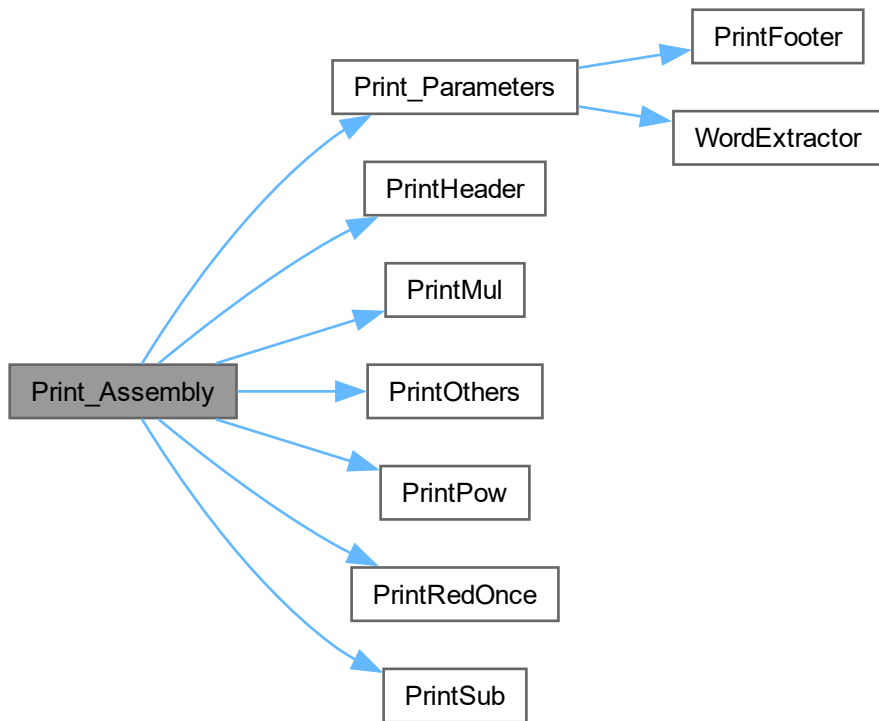 PrintFooter
Print_Parameters
WordExtractor
PrintHeader
PrintMul
Print_Assembly
PrintOthers
PrintPow
PrintRedOnce
PrintSub